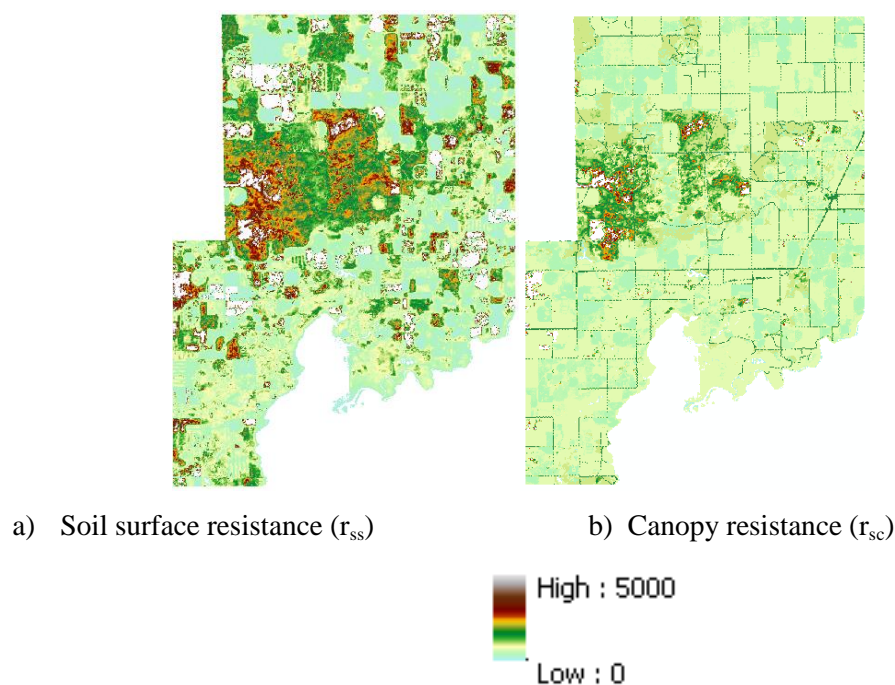 a) Soil surface resistance (rss) b) Canopy resistance (rsc)
High : 5000
Low : 0